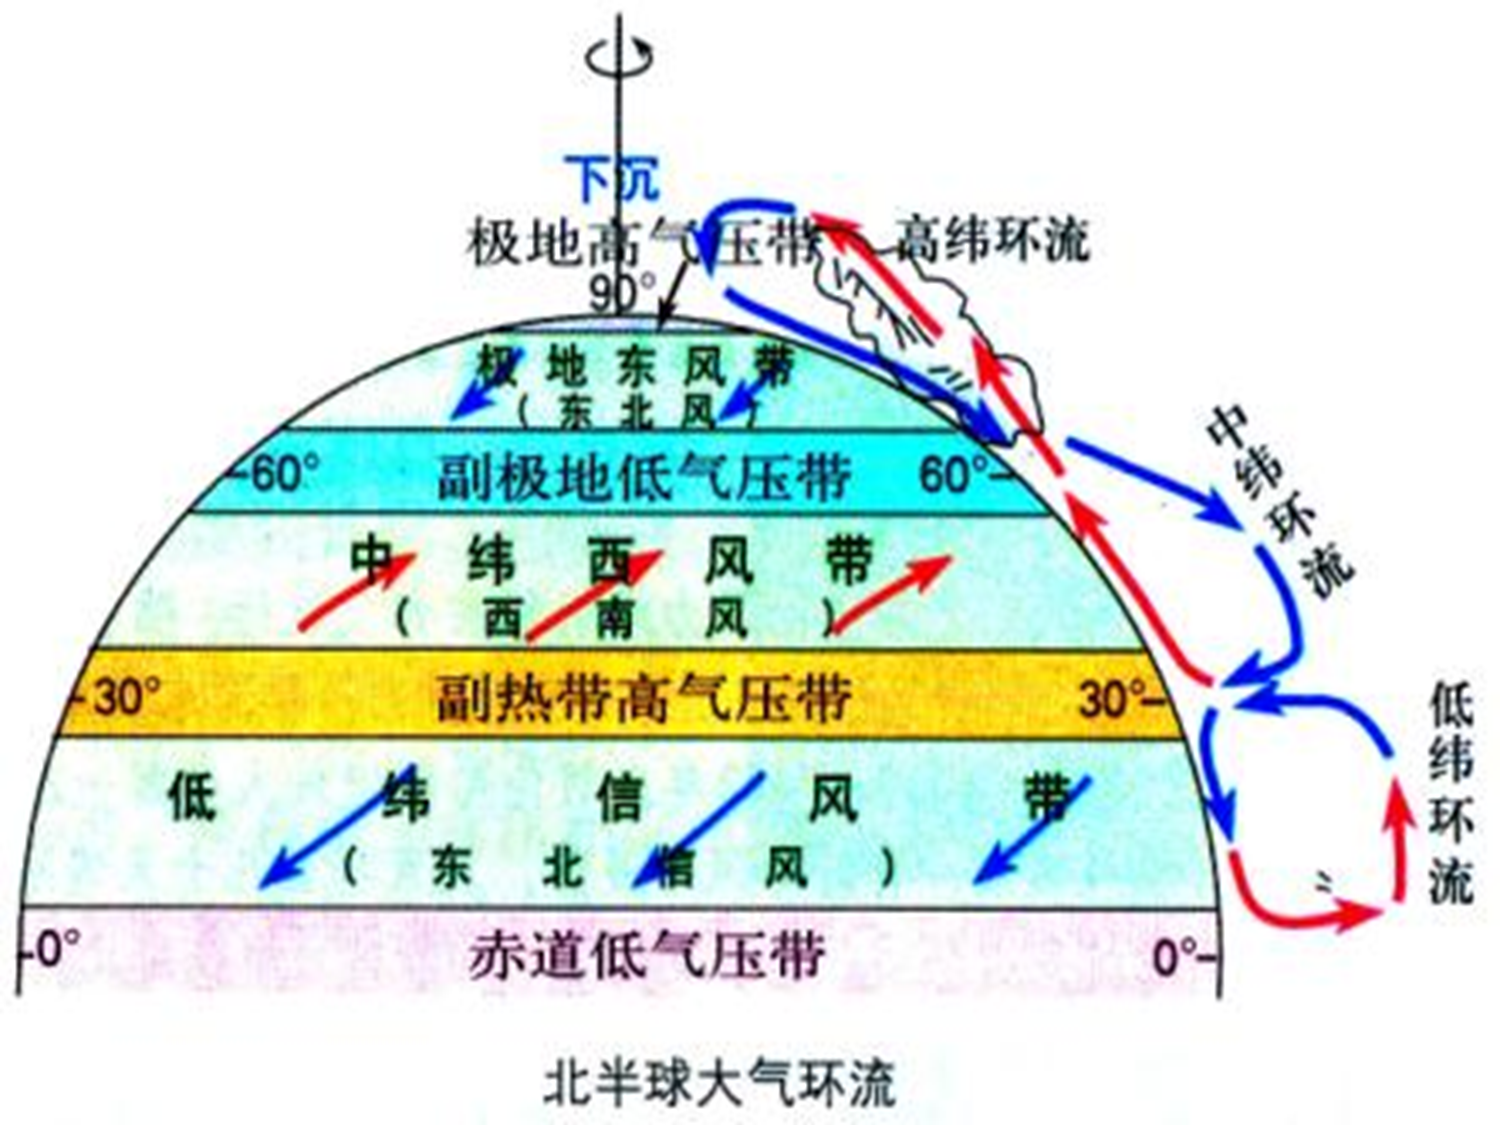 下沉
极地高气压带
高纬环流
90°
极地东风带
(东北风)
60° 副极地低气压带 60°
中纬环流
中纬西风带
(西南风)
30° 副热带高气压带 30°
低纬环流
低纬信风带
(东北信风)
0° 赤道低气压带 0°
北半球大气环流